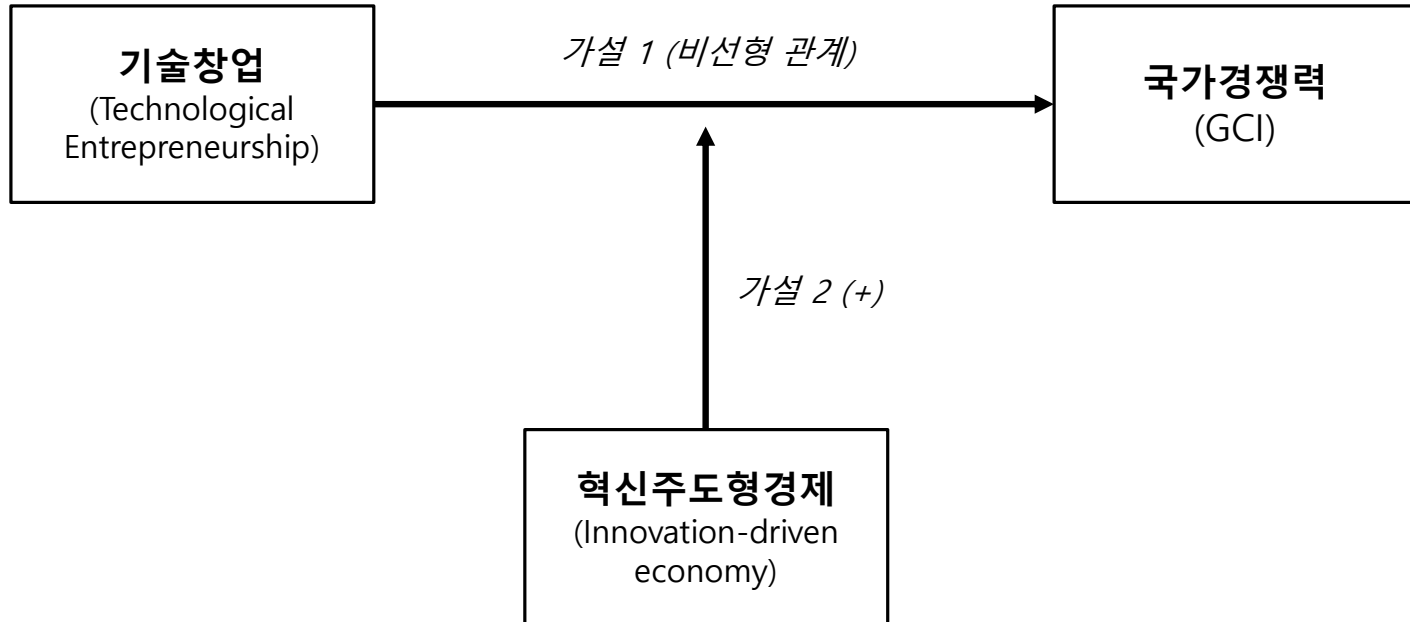 기술창업
(Technological
Entrepreneurship)
가설 1 (비선형 관계)
국가경쟁력
(GCI)
가설 2 (+)
혁신주도형경제
(Innovation-driven
economy)